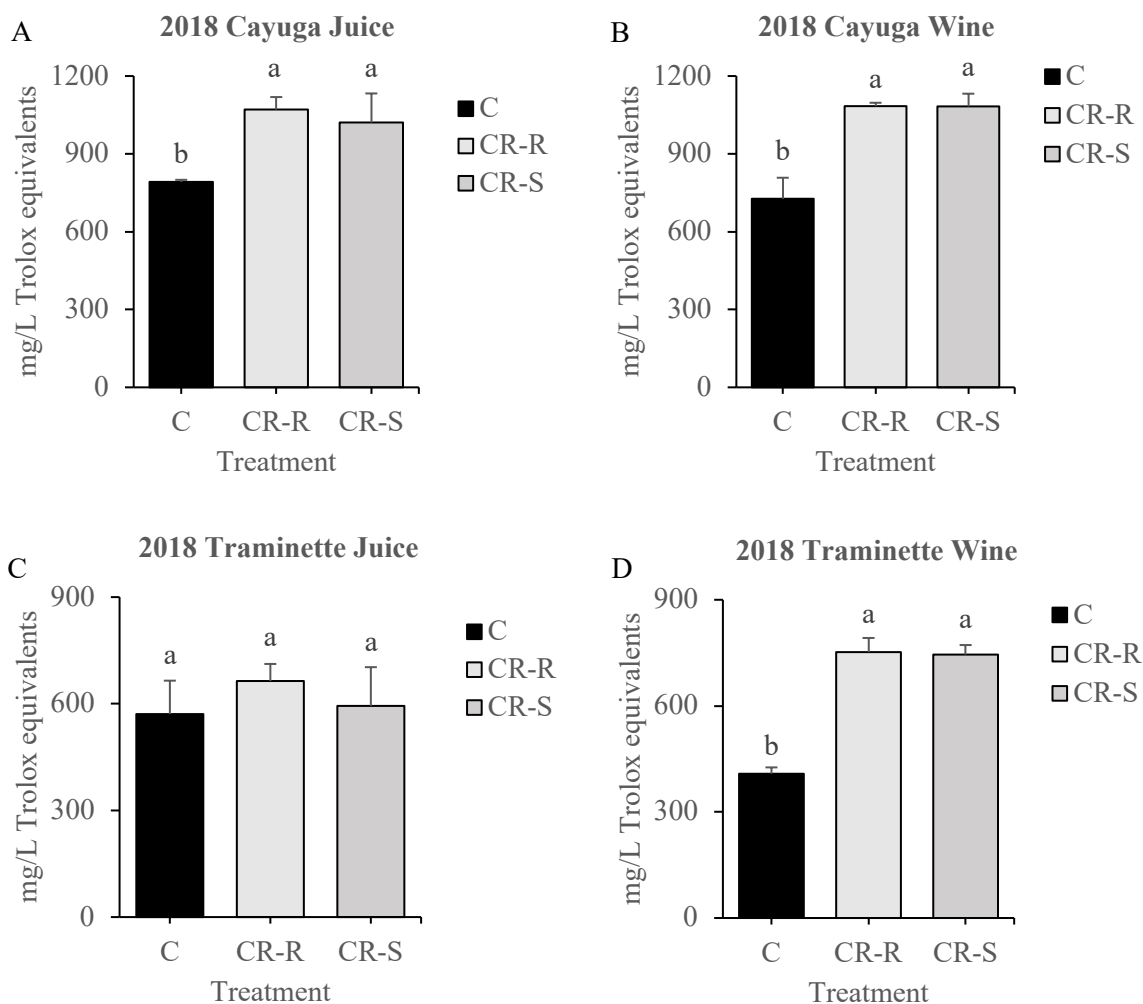 A
2018 Cayuga Juice
mg/L Trolox equivalents
1200
900
600
300
0
b
a
a
C
CR-R
CR-S
C
CR-R
CR-S
Treatment
B
2018 Cayuga Wine
mg/L Trolox equivalents
1200
900
600
300
0
b
a
a
C
CR-R
CR-S
C
CR-R
CR-S
Treatment
C
2018 Traminette Juice
mg/L Trolox equivalents
900
600
300
0
a
a
a
C
CR-R
CR-S
C
CR-R
CR-S
Treatment
D
2018 Traminette Wine
mg/L Trolox equivalents
900
600
300
0
b
a
a
C
CR-R
CR-S
C
CR-R
CR-S
Treatment